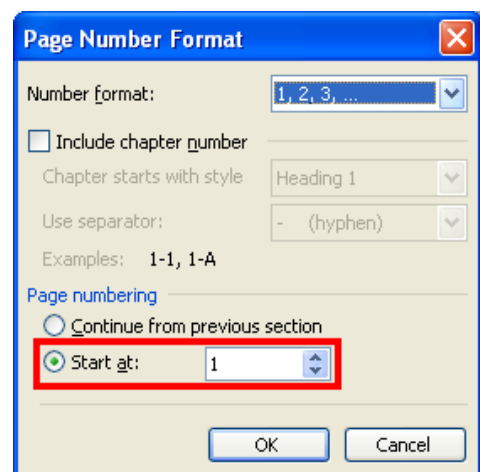 Page Number Format
Number format: 1, 2, 3, ...
Include chapter number
Chapter starts with style Heading 1
Use separator: - (hyphen)
Examples: 1-1, 1-A
Page numbering
Continue from previous section
Start at: 1
OK Cancel